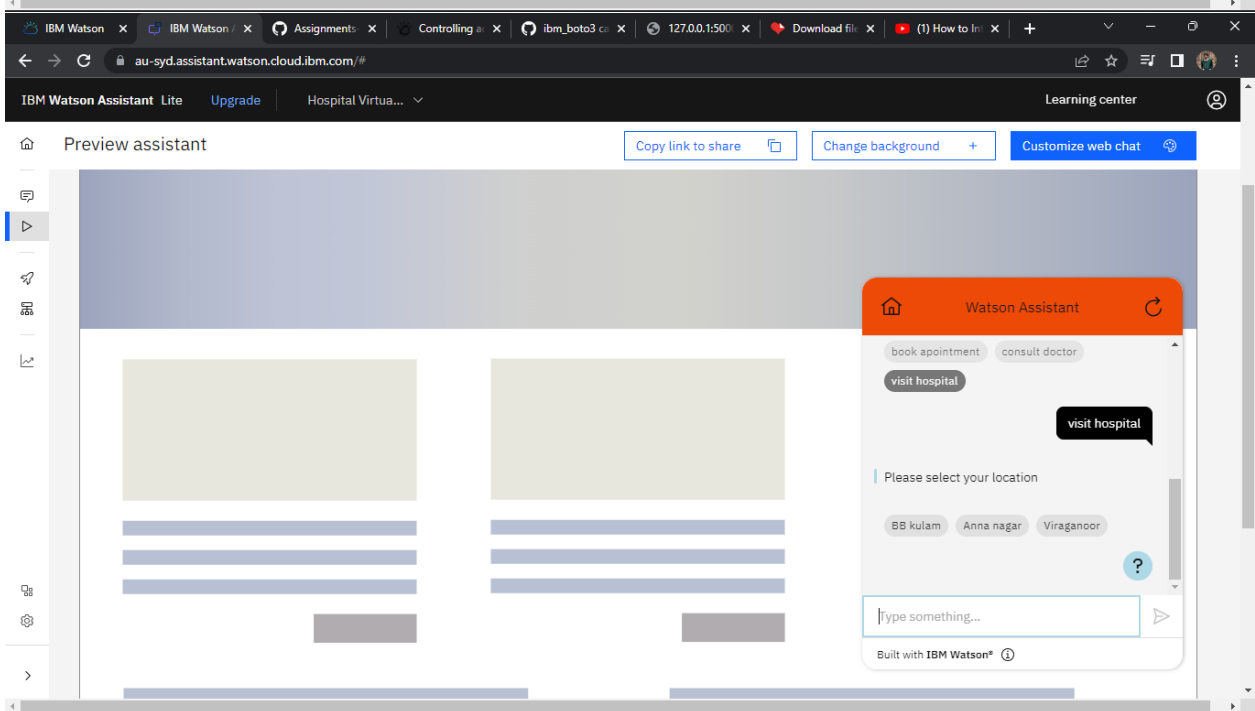 IBM Watson
IBM Watson /
Assignments-
Controlling ac
ibm_boto3 ca
127.0.0.1:500
Download file
(1) How to Int
au-syd.assistant.watson.cloud.ibm.com/#
IBM Watson Assistant Lite
Upgrade
Hospital Virtua...
Learning center
Preview assistant
Copy link to share
Change background +
Customize web chat
Watson Assistant
book apointment
consult doctor
visit hospital
visit hospital
Please select your location
BB kulam
Anna nagar
Viraganoor
?
Type something...
Built with IBM Watson®